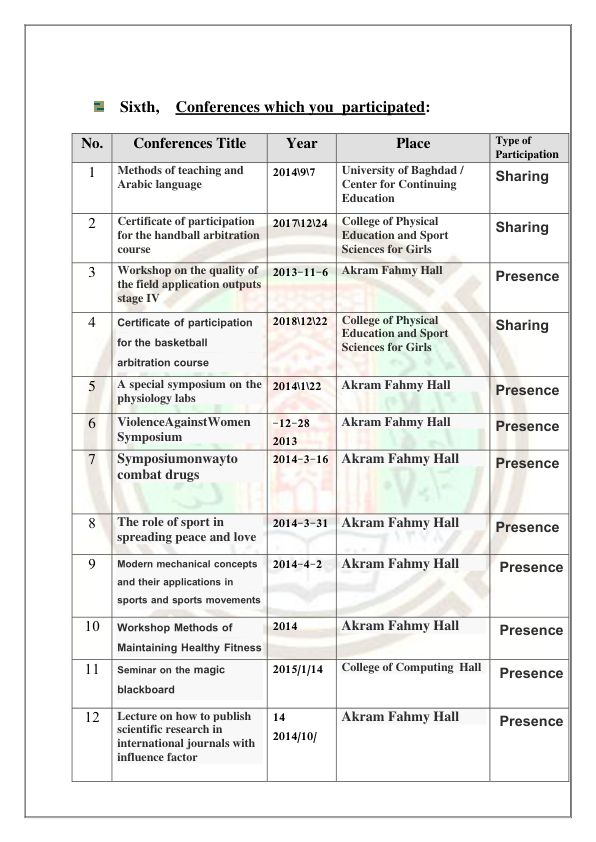 Sixth, Conferences which you participated:
No. Conferences Title Year Place Type of
Participation
1 Methods of teaching and 2014\9\7 University of Baghdad / Sharing
Arabic language Center for Continuing
Education
2 Certificate of participation 2017\12\24 College of Physical Sharing
for the handball arbitration Education and Sport
course Sciences for Girls
3 Workshop on the quality of 2013-11-6 Akram Fahmy Hall Presence
the field application outputs
stage IV
4 Certificate of participation 2018\12\22 College of Physical Sharing
for the basketball Education and Sport
arbitration course Sciences for Girls
5 A special symposium on the 2014\1\22 Akram Fahmy Hall Presence
physiology labs
6 ViolenceAgainstWomen -12-28 Akram Fahmy Hall Presence
Symposium 2013
7 Symposiumonwayto 2014-3-16 Akram Fahmy Hall Presence
combat drugs
8 The role of sport in 2014-3-31 Akram Fahmy Hall Presence
spreading peace and love
9 Modern mechanical concepts 2014-4-2 Akram Fahmy Hall Presence
and their applications in
sports and sports movements
10 Workshop Methods of 2014 Akram Fahmy Hall Presence
Maintaining Healthy Fitness
11 Seminar on the magic 2015/1/14 College of Computing Hall Presence
blackboard
12 Lecture on how to publish 14 Akram Fahmy Hall Presence
scientific research in 2014/10/
international journals with
influence factor